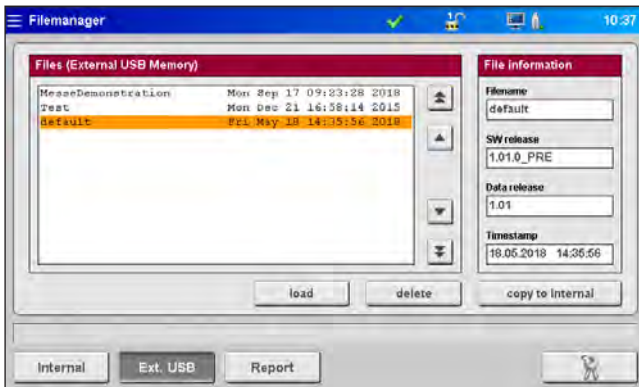 Filemanager 10:37
Files (External USB Memory)
MesseDemonstration Mon Sep 17 09:23:28 2018
Test Mon Dec 21 16:58:14 2015
default Fri May 18 14:35:56 2018
File information
Filename
default
SW release
1.01.0_PRE
Data release
1.01
Timestamp
18.05.2018 14:35:56
load delete copy to internal
Internal Ext. USB Report